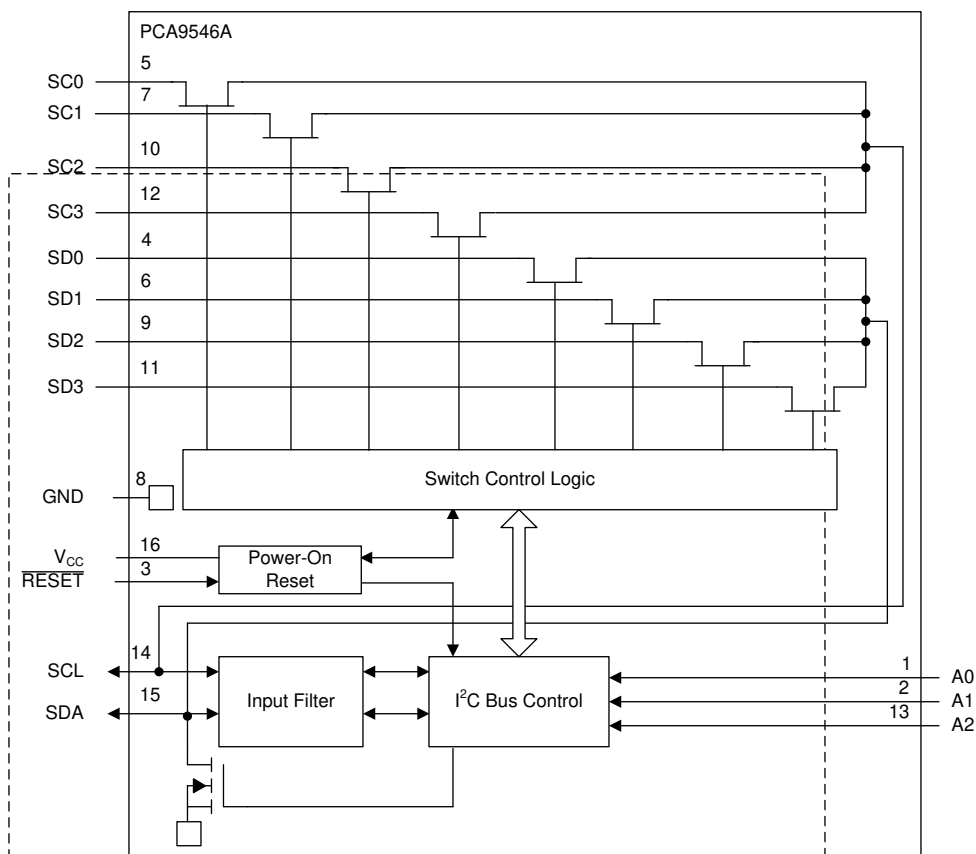 PCA9546A
5
SC0
7
SC1
10
SC2
12
SC3
4
SD0
6
SD1
9
SD2
11
SD3
Switch Control Logic
8
GND
16
VCC
Power-On
Reset
3
RESET
14
SCL
15
SDA
Input Filter
I²C Bus Control
1
A0
2
A1
13
A2